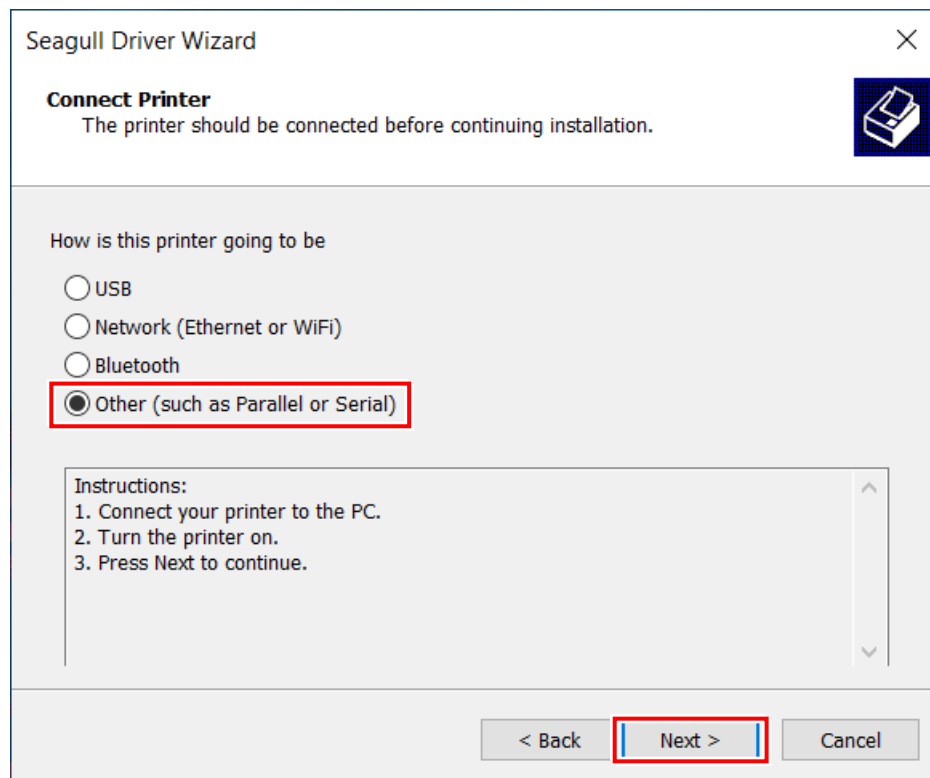 Seagull Driver Wizard
Connect Printer
The printer should be connected before continuing installation.
How is this printer going to be
USB
Network (Ethernet or WiFi)
Bluetooth
Other (such as Parallel or Serial)
Instructions:
1. Connect your printer to the PC.
2. Turn the printer on.
3. Press Next to continue.
< Back
Next >
Cancel